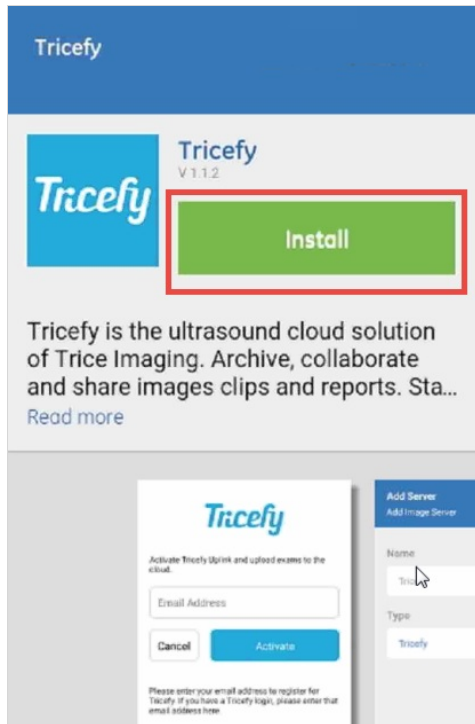 Tricefy
Tricefy
Tricefy
V 1.1.2
Install
Tricefy is the ultrasound cloud solution
of Trice Imaging. Archive, collaborate
and share images clips and reports. Sta...
Read more
Tricefy
Activate Tricefy Uplink and upload exams to the
cloud.
Email Address
Cancel
Activate
Please enter your email address to register for
Tricefy. If you have a Tricefy login, please enter that
email address here.
Add Server
Add Image Server
Name
Type
Tricefy